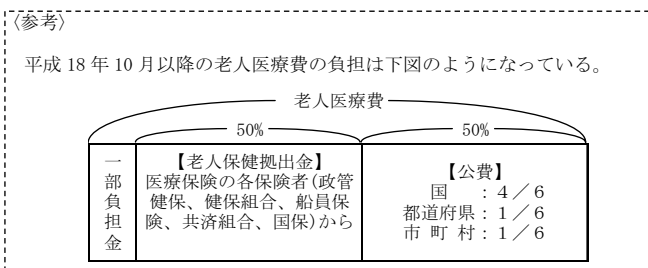 〈参考〉
平成 18 年 10 月以降の老人医療費の負担は下図のようになっている。
老人医療費
50%
50%
一部負担金
【老人保健拠出金】
医療保険の各保険者(政管
健保、健保組合、船員保
険、共済組合、国保)から
【公費】
国 : 4/6
都道府県 : 1/6
市 町 村 : 1/6